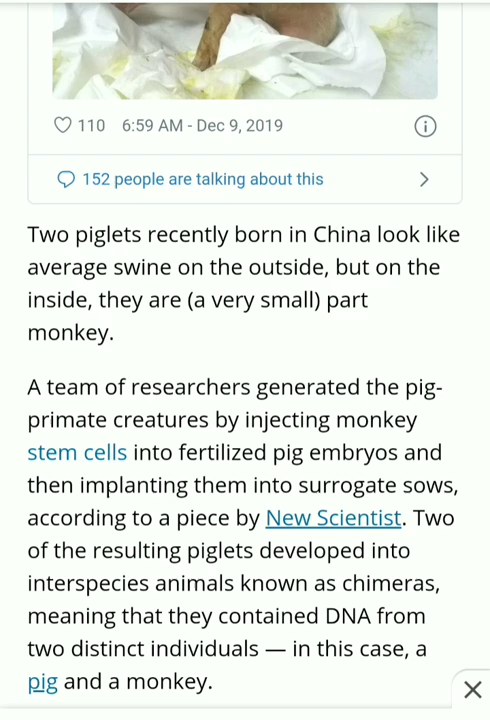 110 6:59 AM - Dec 9, 2019
152 people are talking about this
Two piglets recently born in China look like
average swine on the outside, but on the
inside, they are (a very small) part
monkey.
A team of researchers generated the pig-
primate creatures by injecting monkey
stem cells into fertilized pig embryos and
then implanting them into surrogate sows,
according to a piece by New Scientist. Two
of the resulting piglets developed into
interspecies animals known as chimeras,
meaning that they contained DNA from
two distinct individuals — in this case, a
pig and a monkey.